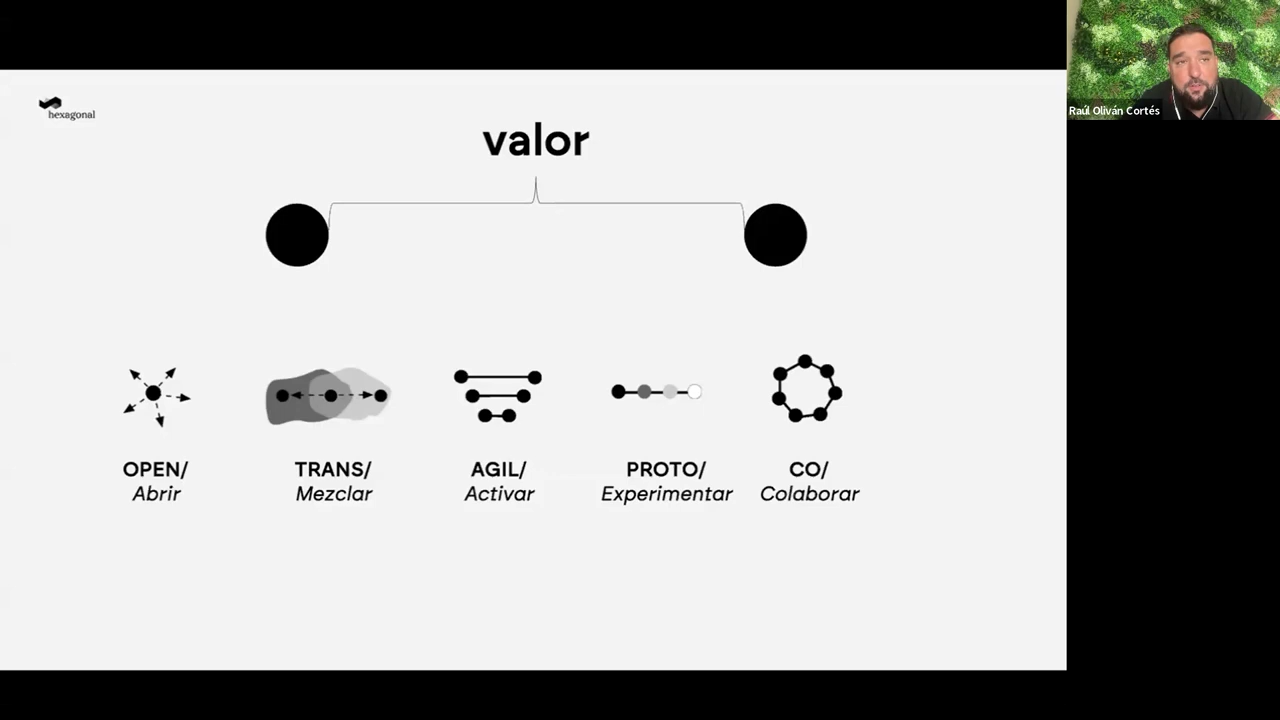 hexagonal
valor
OPEN/
Abrir
TRANS/
Mezclar
AGIL/
Activar
PROTO/
Experimentar
CO/
Colaborar
Raúl Oliván Cortés